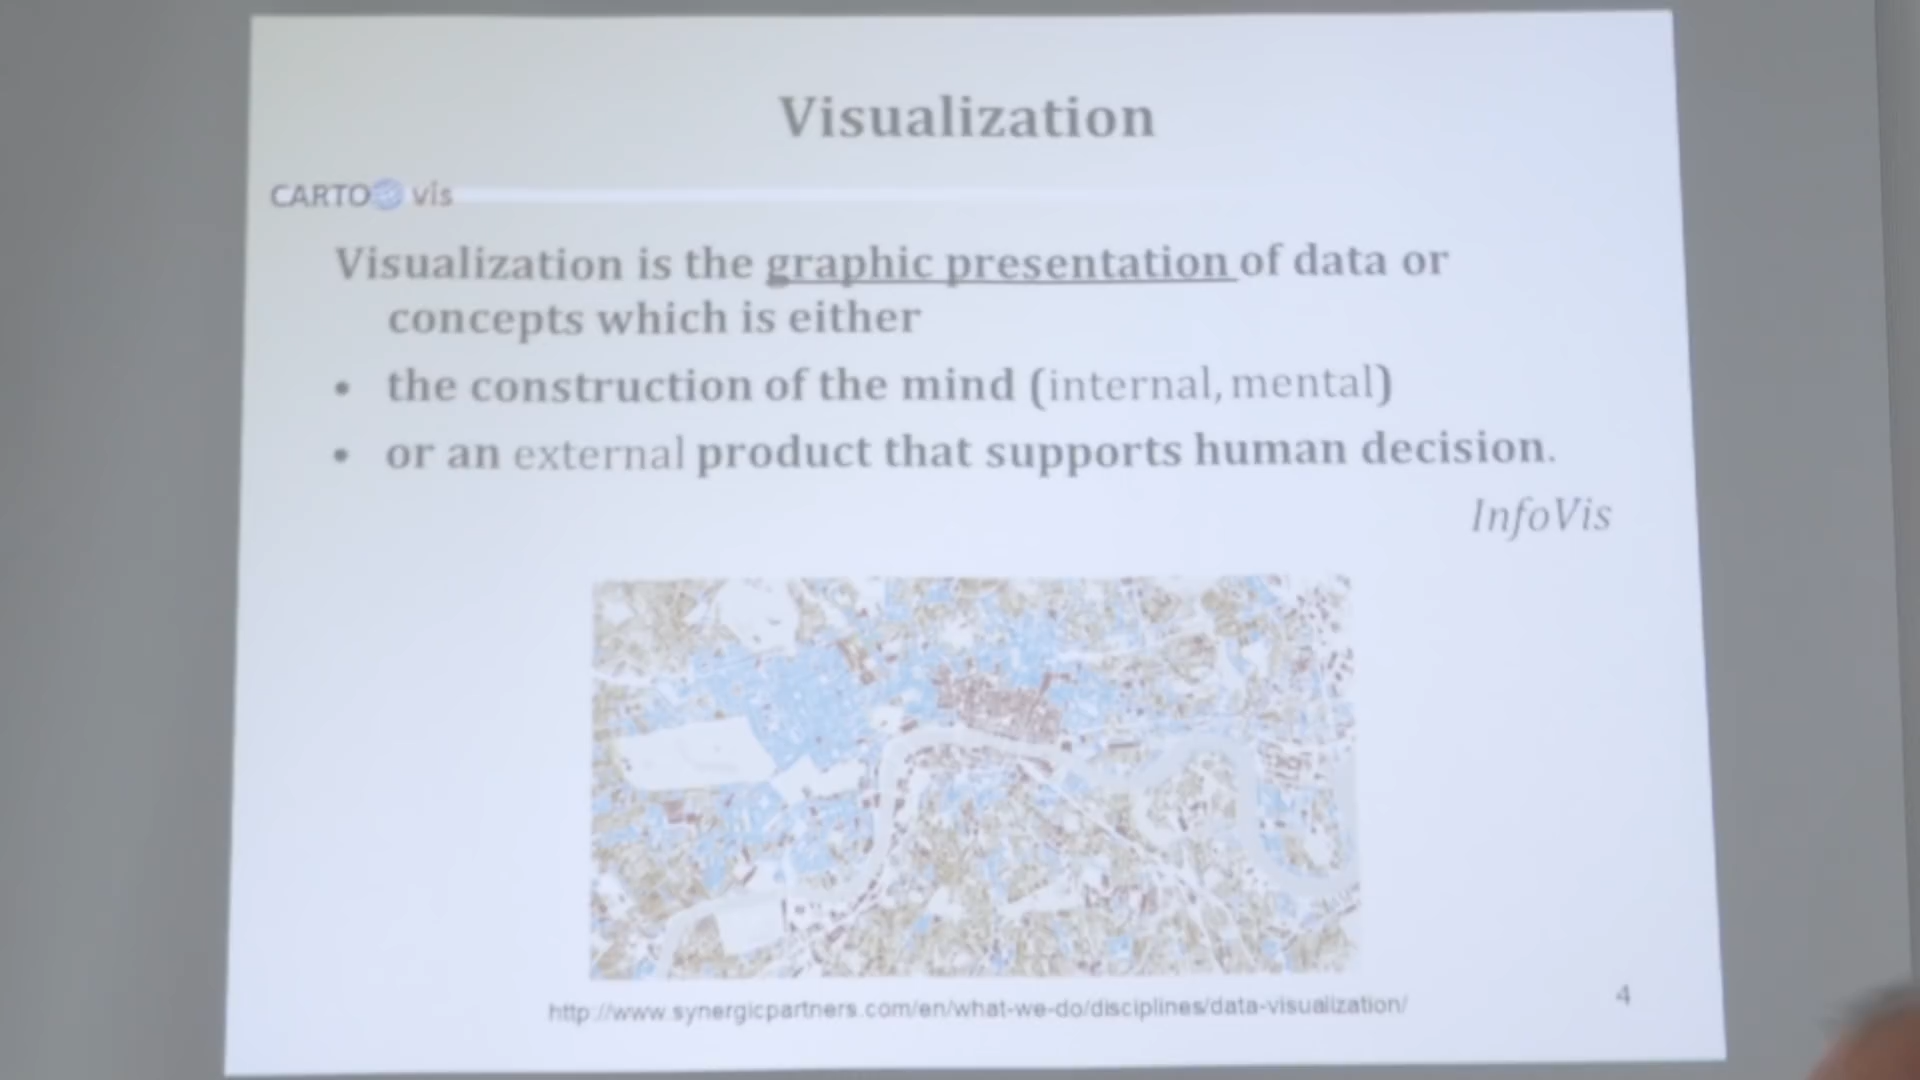 Visualization
CARTO vis
Visualization is the graphic presentation of data or
concepts which is either
• the construction of the mind (internal, mental)
• or an external product that supports human decision.
InfoVis
http://www.synergicpartners.com/en/what-we-do/disciplines/data-visualization/
4